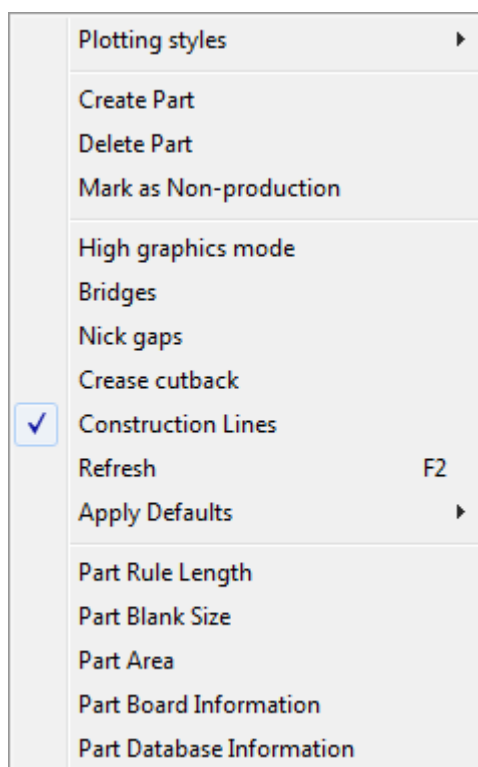 Plotting styles
Create Part
Delete Part
Mark as Non-production
High graphics mode
Bridges
Nick gaps
Crease cutback
Construction Lines
Refresh F2
Apply Defaults
Part Rule Length
Part Blank Size
Part Area
Part Board Information
Part Database Information